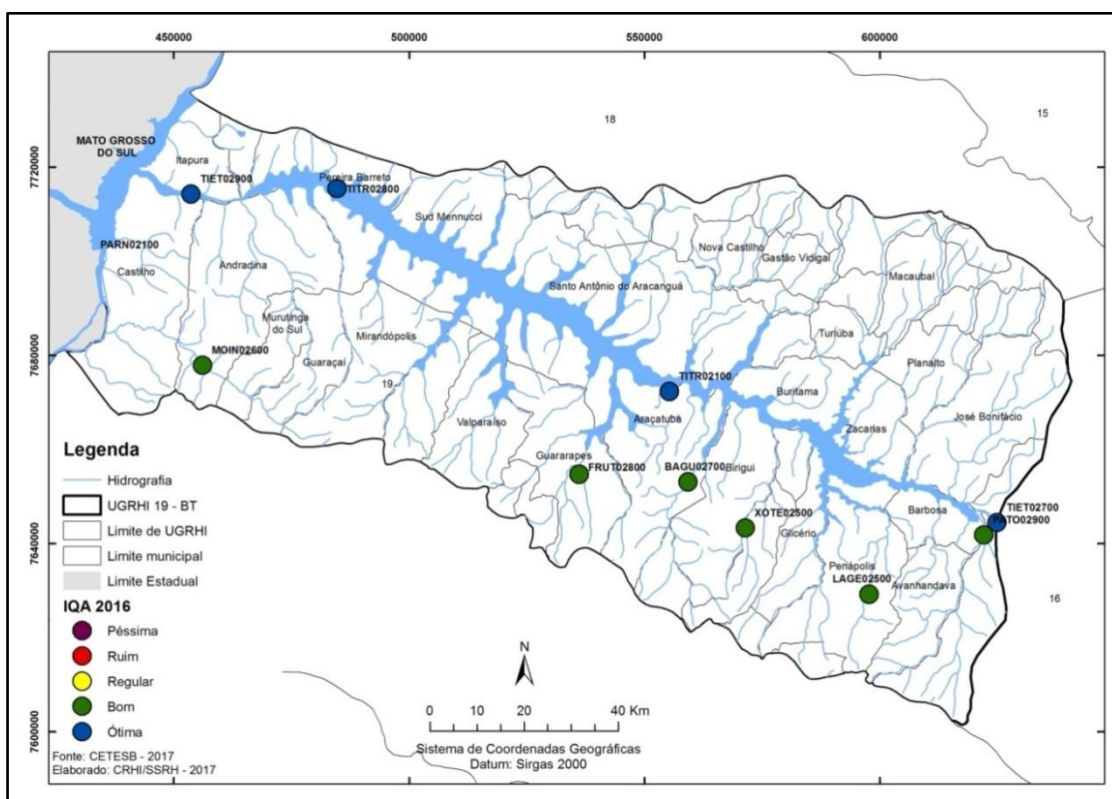 450000
500000
550000
600000
15
18
MATO GROSSO
DO SUL
Itapura
TIET02900
Pereira Barreto
TITR02800
7720000
Sud Mennucci
PARN02100
Nova Castilho
Gastão Vidigal
Castilho
Andradina
Macaubal
Santo Antônio do Aracanguá
Murutinga
do Sul
Mirandópolis
Turiúba
MOIN02600
Guaraçaí
Planalto
7680000
19
TITR02100
Buritama
José Bonifácio
Valparaíso
Araçatuba
Zacarias
Legenda
Guararapes
FRUT02800
BAGU02700
Birigui
Hidrografia
UGRHI 19 - BT
Limite de UGRHI
Limite municipal
Limite Estadual
XOTE02500
Barbosa
TIET02700
PATO02900
Glicério
7640000
Penápolis
LAGE02500
Avanhandava
16
IQA 2016
Péssima
Ruim
Regular
Bom
Ótima
N
0 10 20 40 Km
7600000
Sistema de Coordenadas Geográficas
Datum: Sirgas 2000
Fonte: CETESB - 2017
Elaborado: CRHI/SSRH - 2017